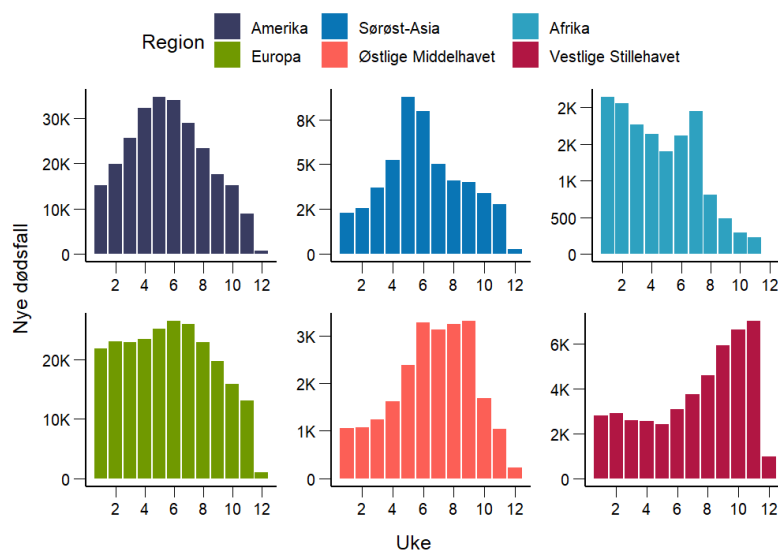 Region
Amerika
Sørøst-Asia
Afrika
Europa
Østlige Middelhavet
Vestlige Stillehavet
Nye dødsfall
30K
20K
10K
0
2 4 6 8 10 12
8K
5K
2K
0
2 4 6 8 10 12
2K
2K
1K
500
0
2 4 6 8 10 12
20K
10K
0
2 4 6 8 10 12
3K
1K
0
2 4 6 8 10 12
6K
4K
2K
0
2 4 6 8 10 12
Uke